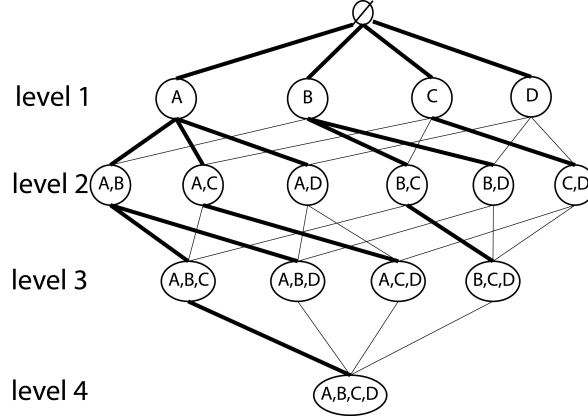 ∅
level 1 A B C D
level 2 A,B A,C A,D B,C B,D C,D
level 3 A,B,C A,B,D A,C,D B,C,D
level 4 A,B,C,D